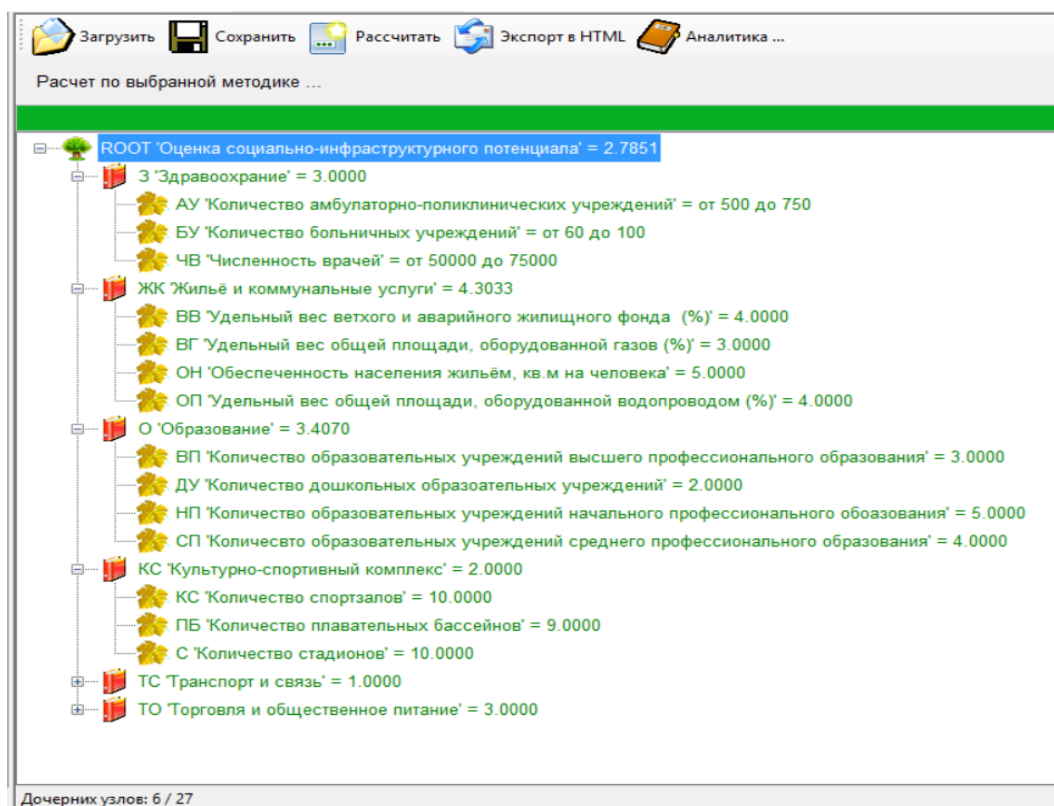 Загрузить Сохранить Рассчитать Экспорт в HTML Аналитика ...
Расчет по выбранной методике ...
ROOT 'Оценка социально-инфраструктурного потенциала' = 2.7851
З 'Здравоохрание' = 3.0000
АУ 'Количество амбулаторно-поликлинических учреждений' = от 500 до 750
БУ 'Количество больничных учреждений' = от 60 до 100
ЧВ 'Численность врачей' = от 50000 до 75000
ЖК 'Жильё и коммунальные услуги' = 4.3033
ВВ 'Удельный вес ветхого и аварийного жилищного фонда (%)' = 4.0000
ВГ 'Удельный вес общей площади, оборудованной газов (%)' = 3.0000
ОН 'Обеспеченность населения жильём, кв.м на человека' = 5.0000
ОП 'Удельный вес общей площади, оборудованной водопроводом (%)' = 4.0000
О 'Образование' = 3.4070
ВП 'Количество образовательных учреждений высшего профессионального образования' = 3.0000
ДУ 'Количество дошкольных образоательных учреждений' = 2.0000
НП 'Количество образовательных учреждений начального профессионального обоазования' = 5.0000
СП 'Количесвто образовательных учреждений среднего профессионального образования' = 4.0000
КС 'Культурно-спортивный комплекс' = 2.0000
КС 'Количество спортзалов' = 10.0000
ПБ 'Количество плавательных бассейнов' = 9.0000
С 'Количество стадионов' = 10.0000
ТС 'Транспорт и связь' = 1.0000
ТО 'Торговля и общественное питание' = 3.0000
Дочерних узлов: 6 / 27